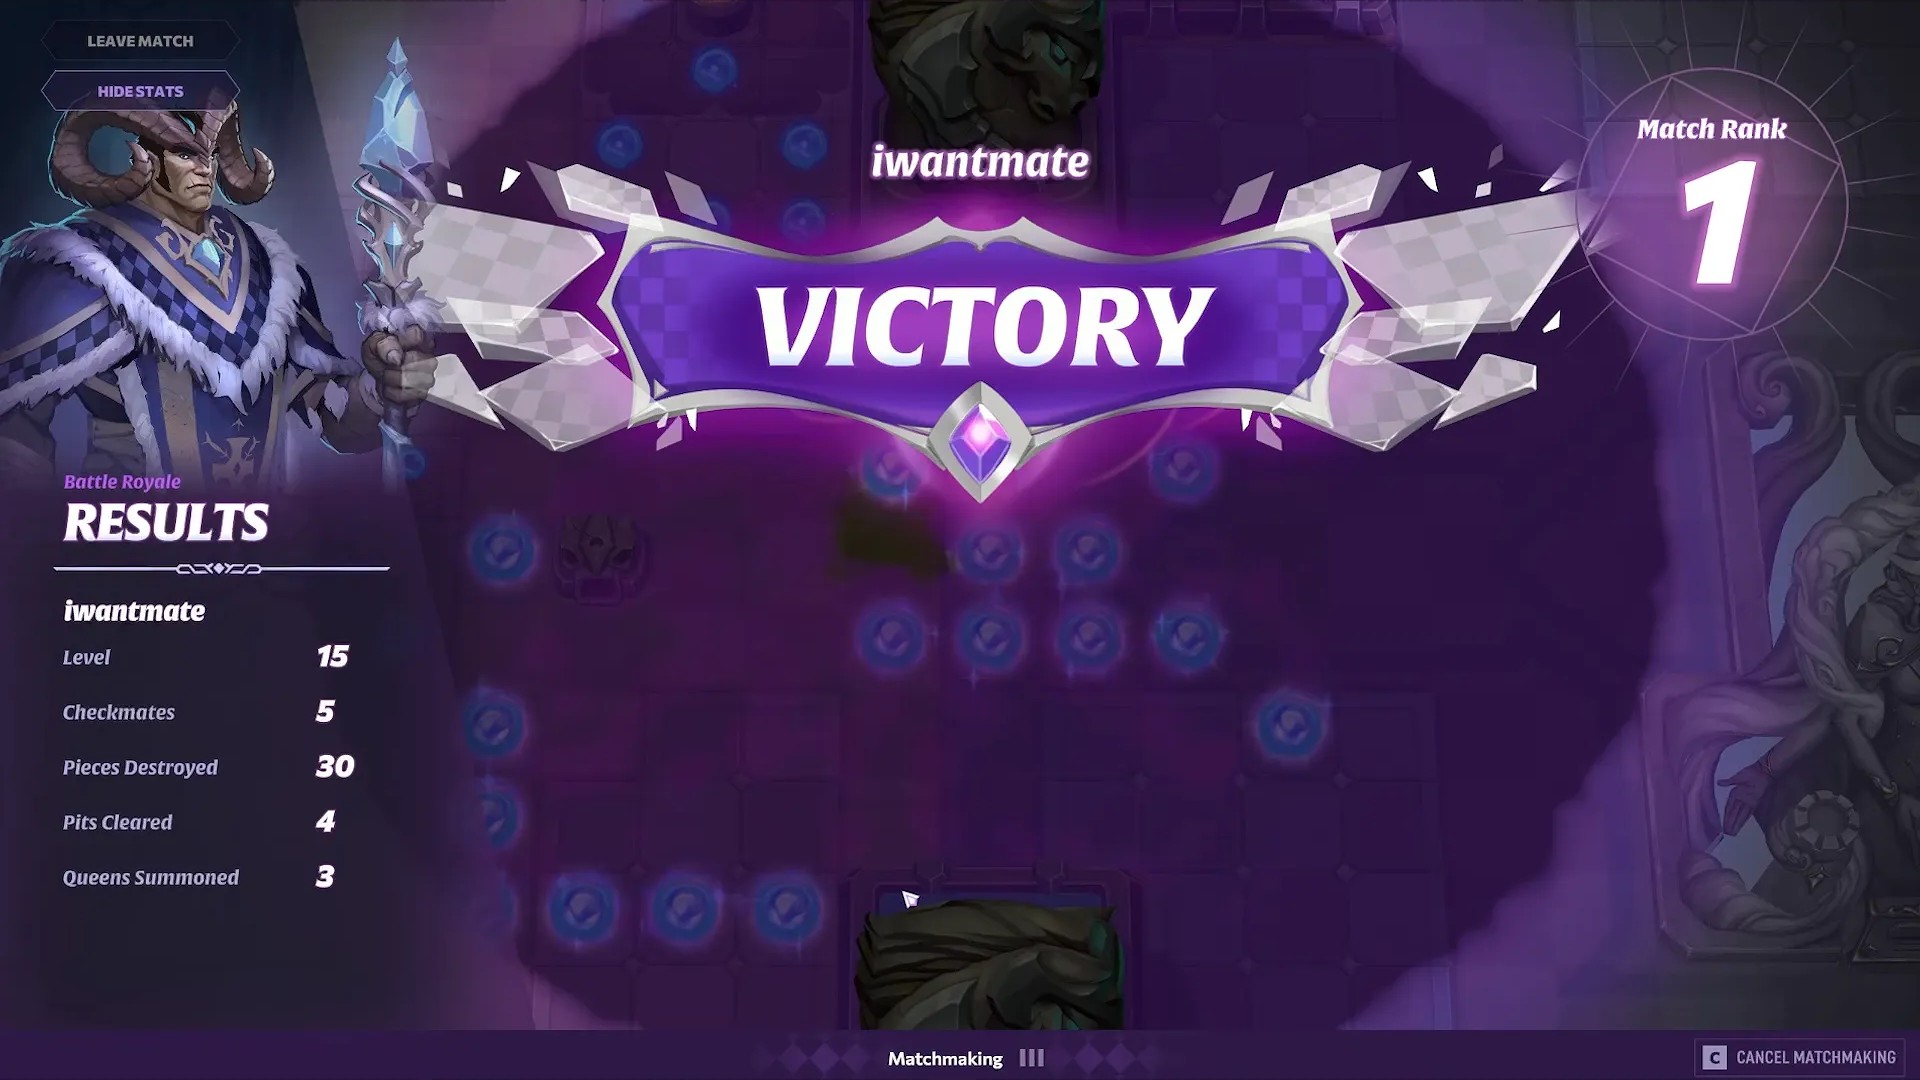 LEAVE MATCH
HIDE STATS
iwantmate
VICTORY
Match Rank
1
Battle Royale
RESULTS
iwantmate
Level 15
Checkmates 5
Pieces Destroyed 30
Pits Cleared 4
Queens Summoned 3
Matchmaking
C CANCEL MATCHMAKING